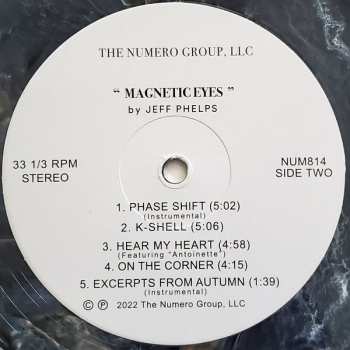 THE NUMERO GROUP, LLC
“ MAGNETIC EYES ”
by JEFF PHELPS
33 1/3 RPM
STEREO
NUM814
SIDE TWO
1. PHASE SHIFT (5:02)
(Instrumental)
2. K-SHELL (5:06)
3. HEAR MY HEART (4:58)
(Featuring "Antoinette")
4. ON THE CORNER (4:15)
5. EXCERPTS FROM AUTUMN (1:39)
(Instrumental)
© ℗ 2022 The Numero Group, LLC